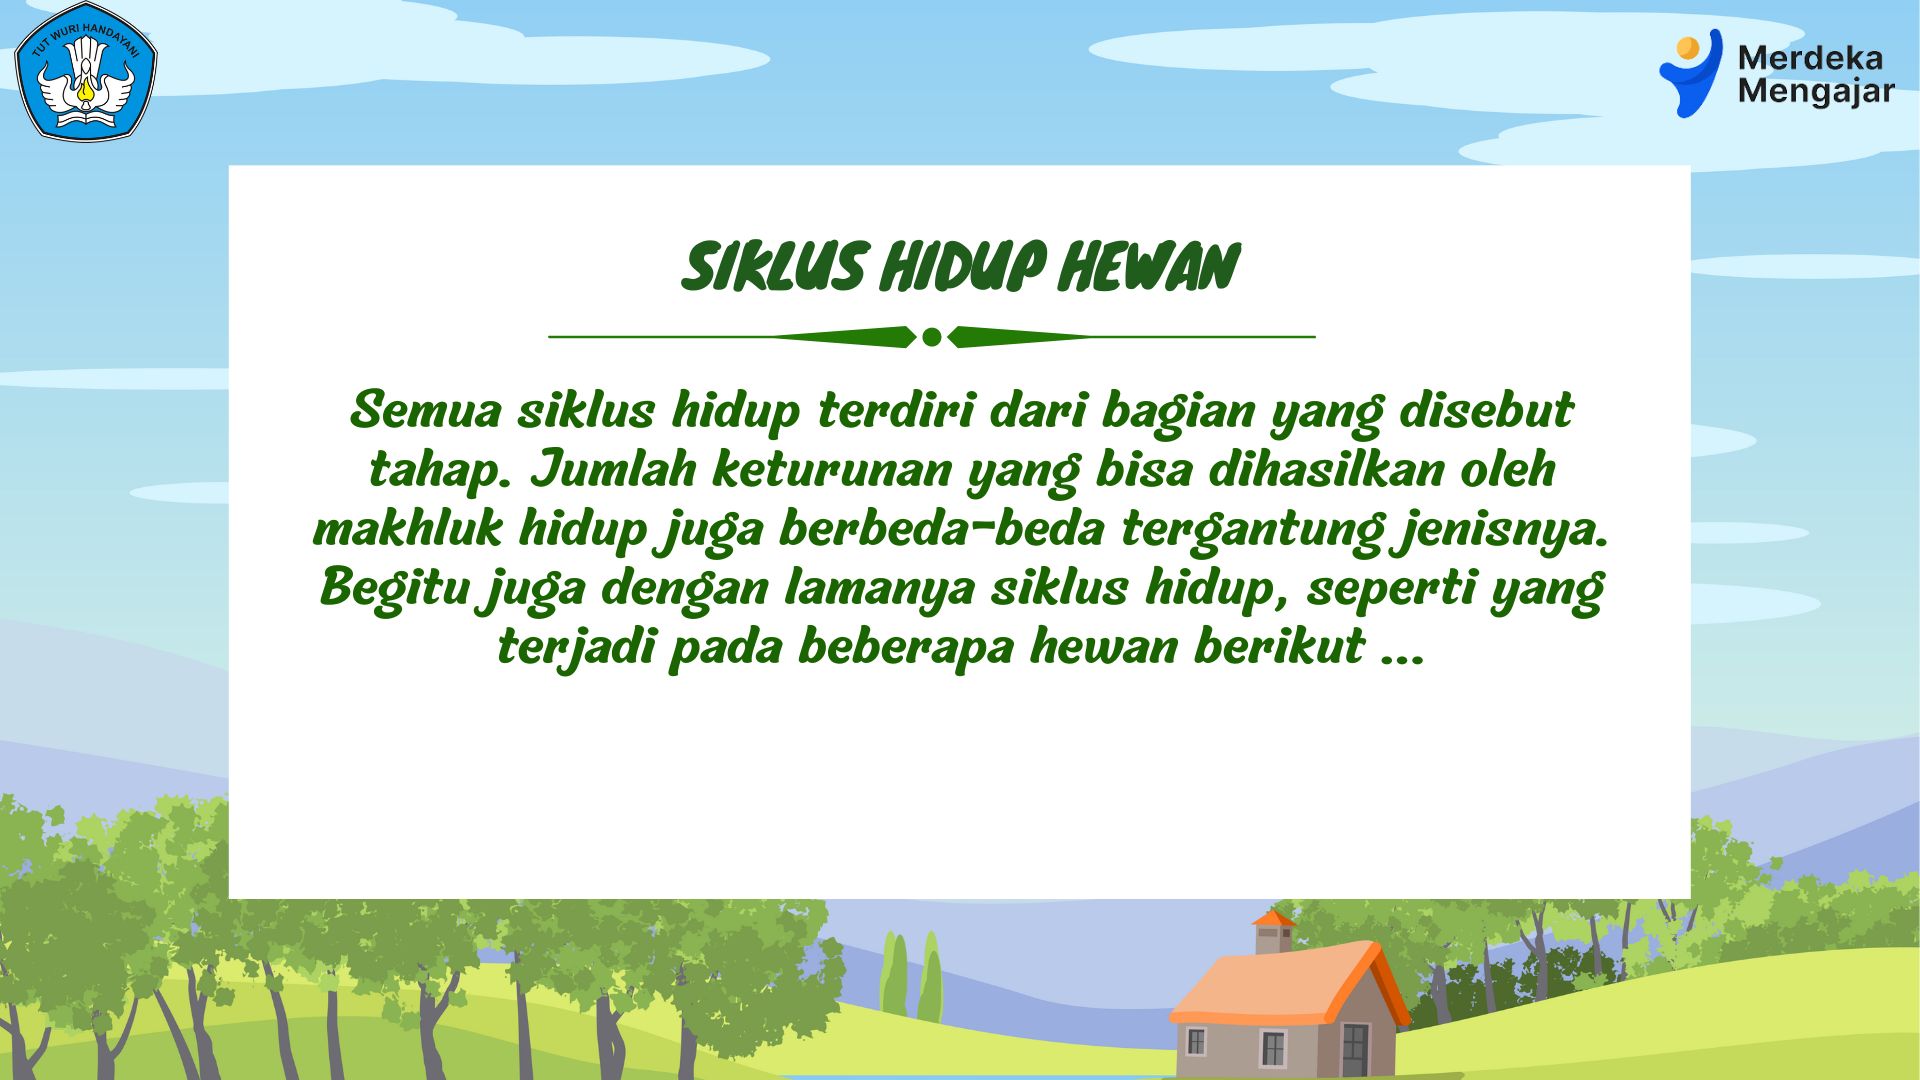 TUT WURI HANDAYANI
Merdeka
Mengajar
SIKLUS HIDUP HEWAN
Semua siklus hidup terdiri dari bagian yang disebut
tahap. Jumlah keturunan yang bisa dihasilkan oleh
makhluk hidup juga berbeda-beda tergantung jenisnya.
Begitu juga dengan lamanya siklus hidup, seperti yang
terjadi pada beberapa hewan berikut ...